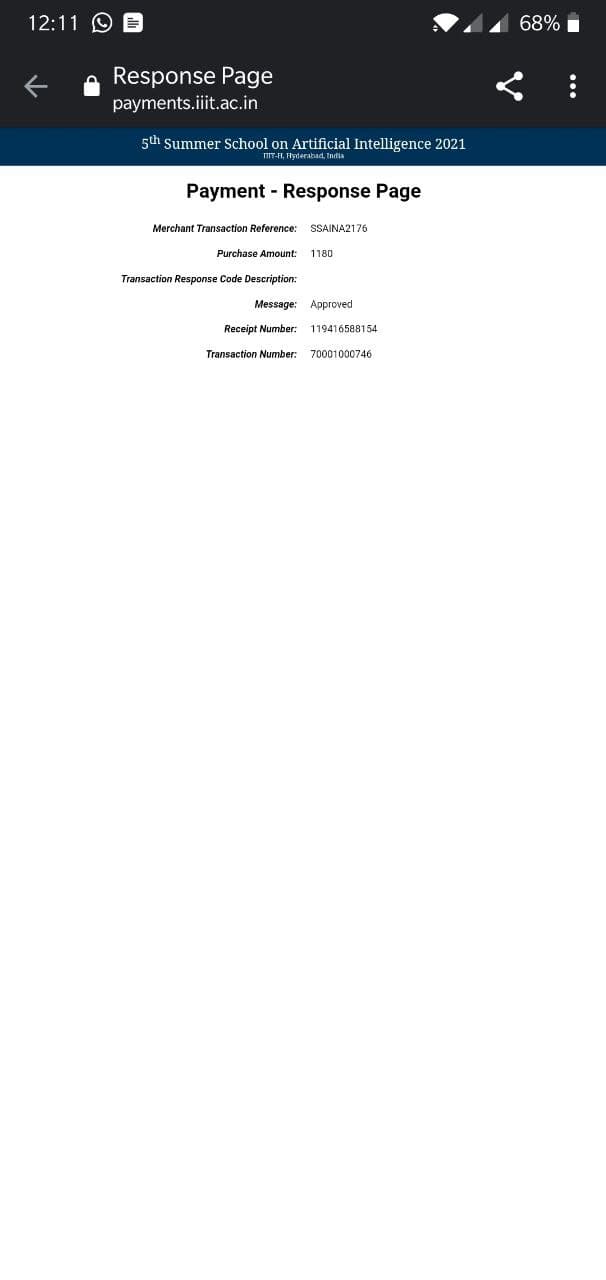 12:11 68%
Response Page
payments.iiit.ac.in
5th Summer School on Artificial Intelligence 2021
IIIT-H, Hyderabad, India
Payment - Response Page
Merchant Transaction Reference: SSAINA2176
Purchase Amount: 1180
Transaction Response Code Description:
Message: Approved
Receipt Number: 119416588154
Transaction Number: 70001000746